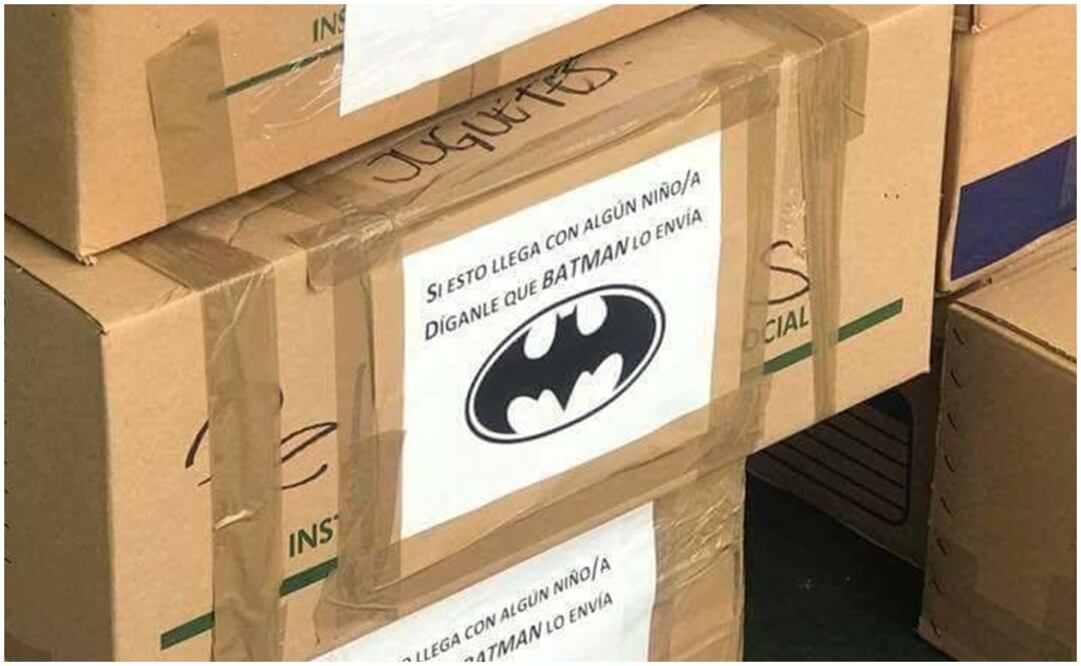 INS
JUGUETES
SI ESTO LLEGA CON ALGÚN NIÑO/A
DÍGANLE QUE BATMAN LO ENVÍA
OCIAL
INST
LLEGA CON ALGÚN NIÑO/A
BATMAN LO ENVÍA